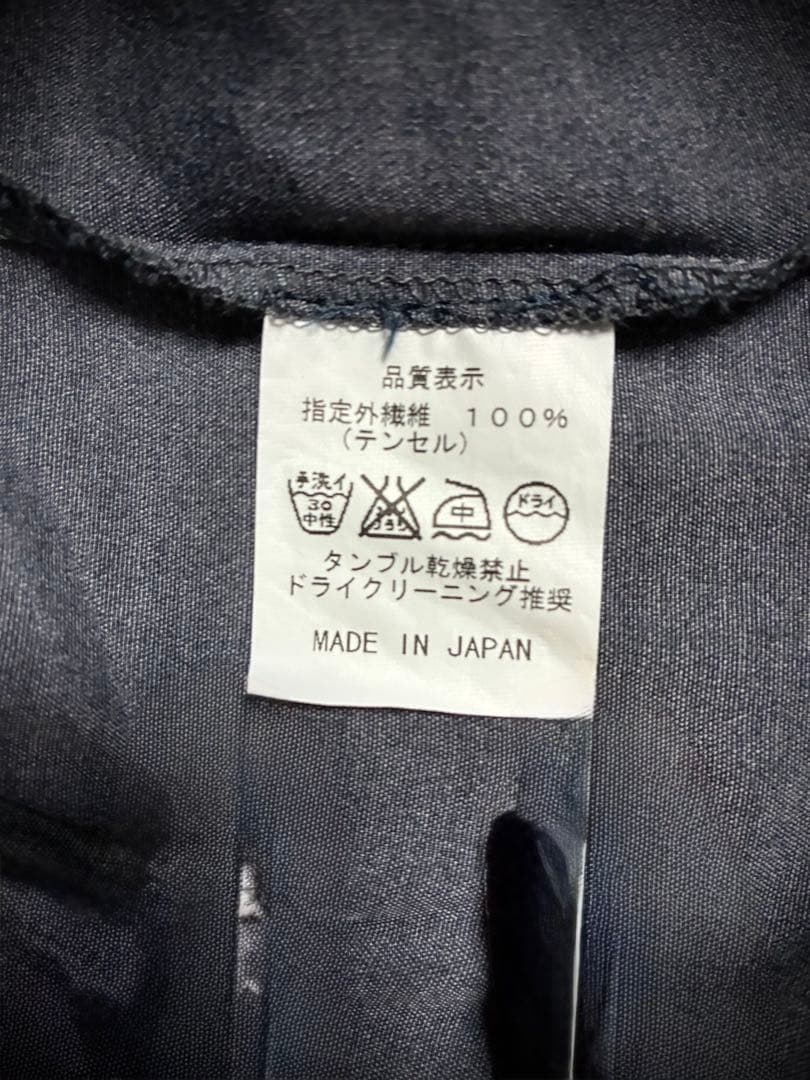 品質表示
指定外繊維 100%
(テンセル)
手洗イ
30
中性
中
ドライ
タンブル乾燥禁止
ドライクリーニング推奨
MADE IN JAPAN